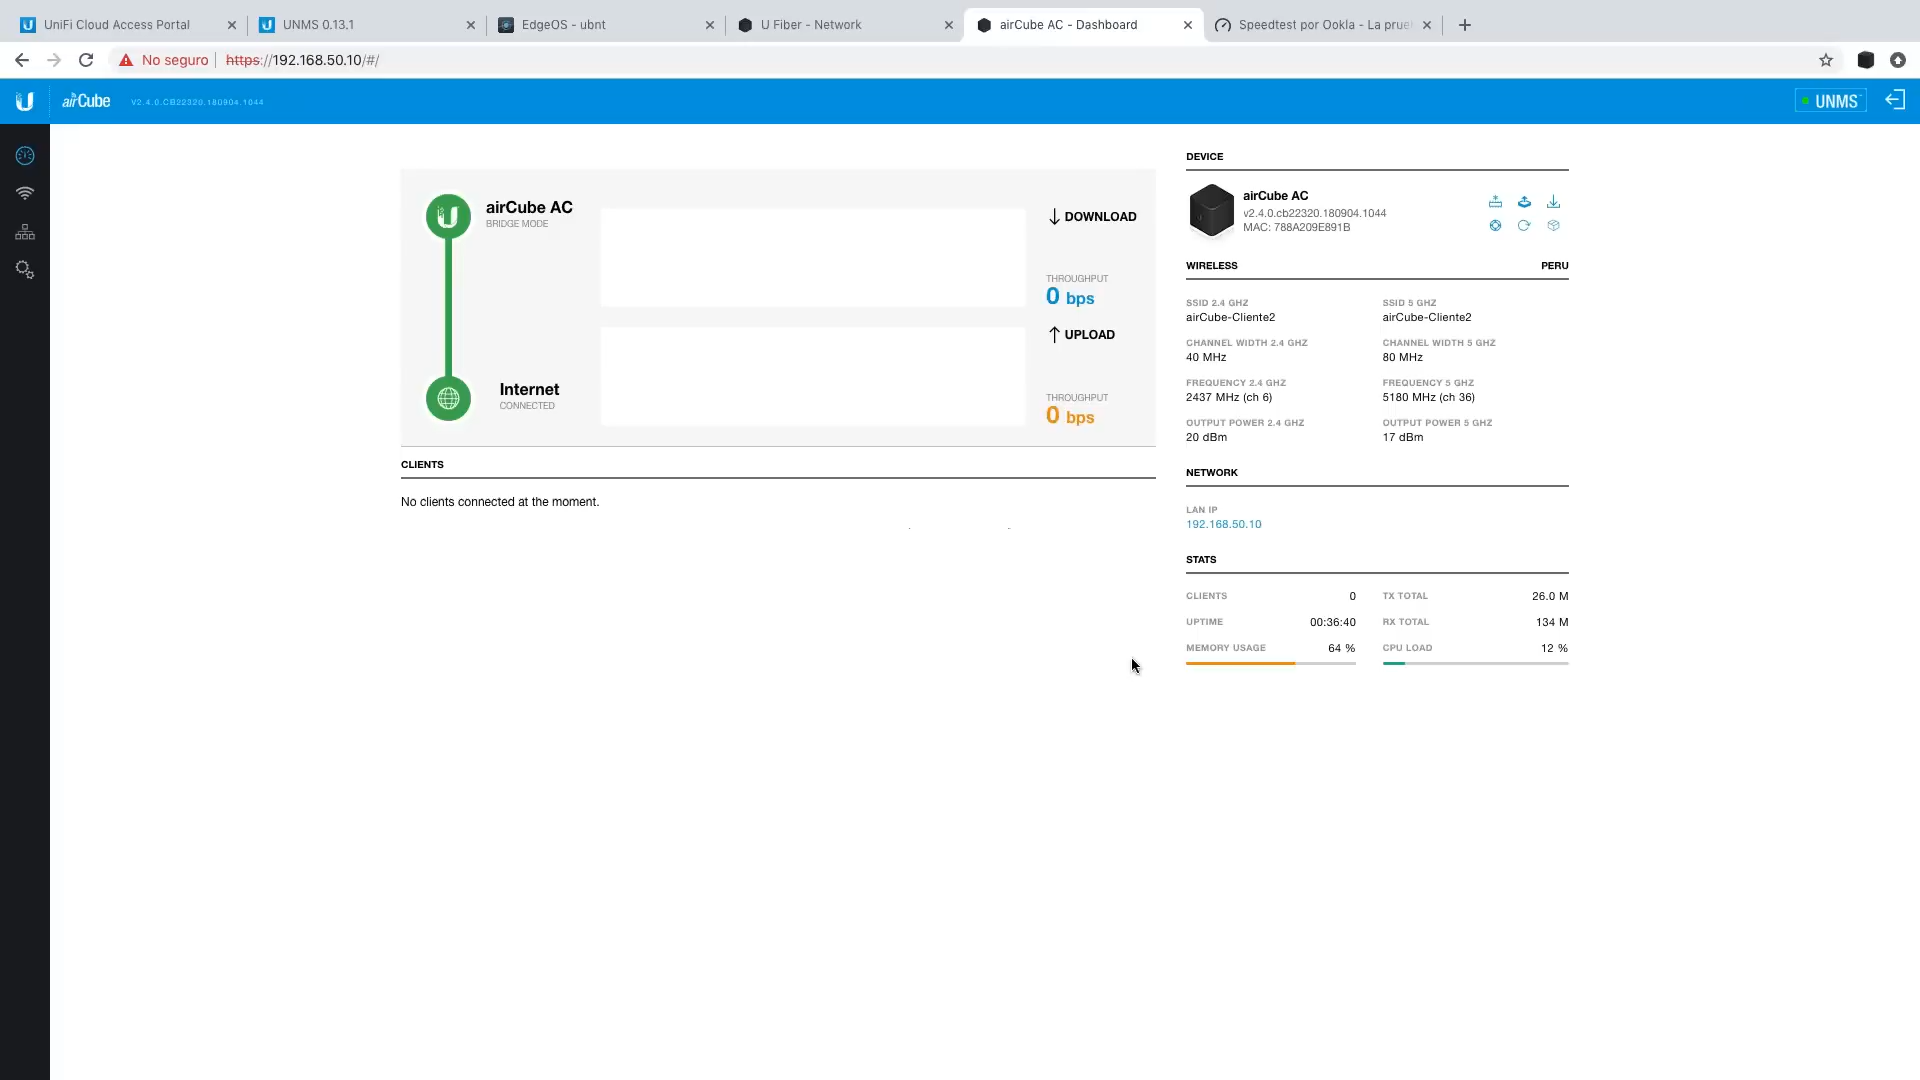 UniFi Cloud Access Portal
UNMS 0.13.1
EdgeOS - ubnt
U Fiber - Network
airCube AC - Dashboard
Speedtest por Ookla - La prue
No seguro
https://192.168.50.10/#/
airCube
V2.4.0.CB22320.180904.1044
UNMS
airCube AC
BRIDGE MODE
DOWNLOAD
THROUGHPUT
0 bps
UPLOAD
Internet
CONNECTED
THROUGHPUT
0 bps
CLIENTS
No clients connected at the moment.
DEVICE
airCube AC
v2.4.0.cb22320.180904.1044
MAC: 788A209E891B
WIRELESS PERU
SSID 2.4 GHZ SSID 5 GHZ
airCube-Cliente2 airCube-Cliente2
CHANNEL WIDTH 2.4 GHZ CHANNEL WIDTH 5 GHZ
40 MHz 80 MHz
FREQUENCY 2.4 GHZ FREQUENCY 5 GHZ
2437 MHz (ch 6) 5180 MHz (ch 36)
OUTPUT POWER 2.4 GHZ OUTPUT POWER 5 GHZ
20 dBm 17 dBm
NETWORK
LAN IP
192.168.50.10
STATS
CLIENTS 0 TX TOTAL 26.0 M
UPTIME 00:36:40 RX TOTAL 134 M
MEMORY USAGE 64 % CPU LOAD 12 %